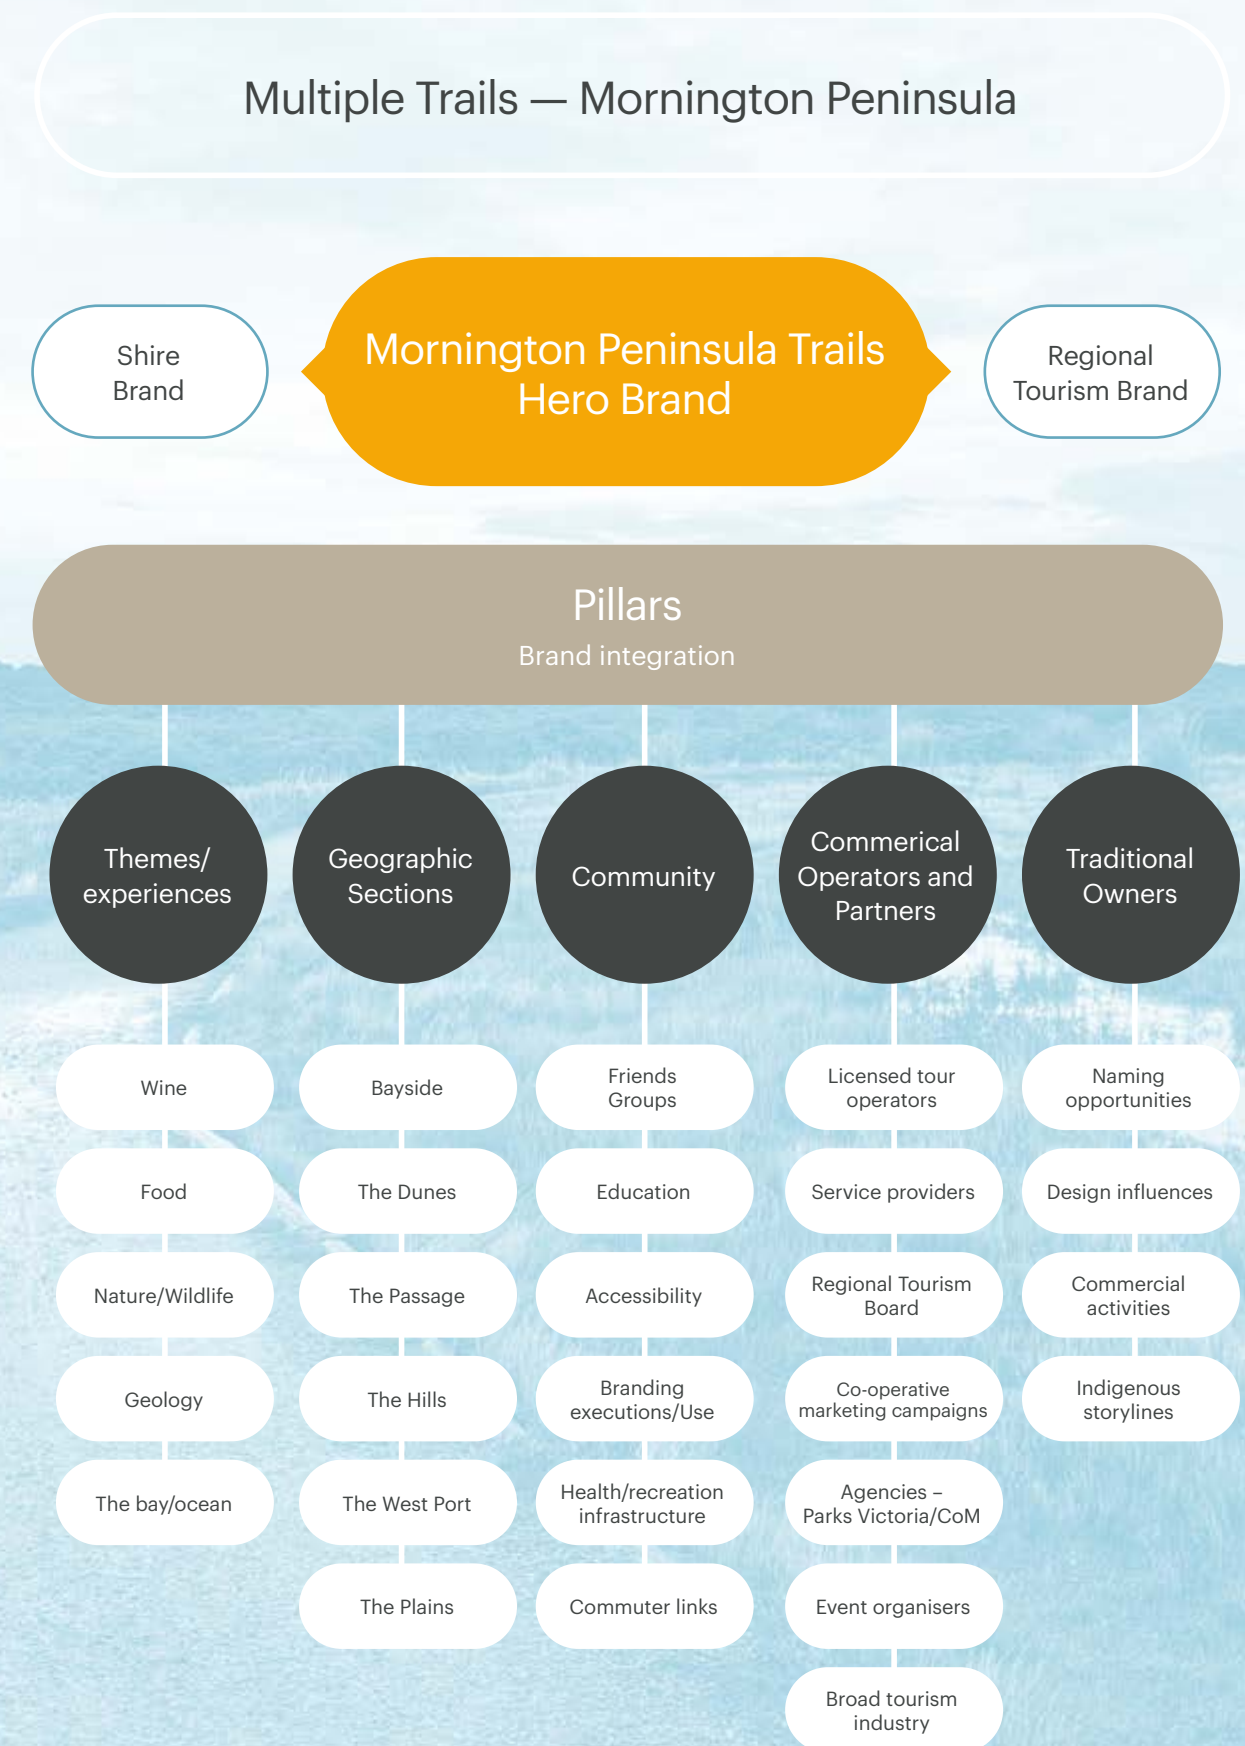 Multiple Trails — Mornington Peninsula
Shire
Brand
Mornington Peninsula Trails
Hero Brand
Regional
Tourism Brand
Pillars
Brand integration
Themes/
experiences
Wine
Food
Nature/Wildlife
Geology
The bay/ocean
Geographic
Sections
Bayside
The Dunes
The Passage
The Hills
The West Port
The Plains
Community
Friends
Groups
Education
Accessibility
Branding
executions/Use
Health/recreation
infrastructure
Commuter links
Commerical
Operators and
Partners
Licensed tour
operators
Service providers
Regional Tourism
Board
Co-operative
marketing campaigns
Agencies –
Parks Victoria/CoM
Event organisers
Broad tourism
industry
Traditional
Owners
Naming
opportunities
Design influences
Commercial
activities
Indigenous
storylines